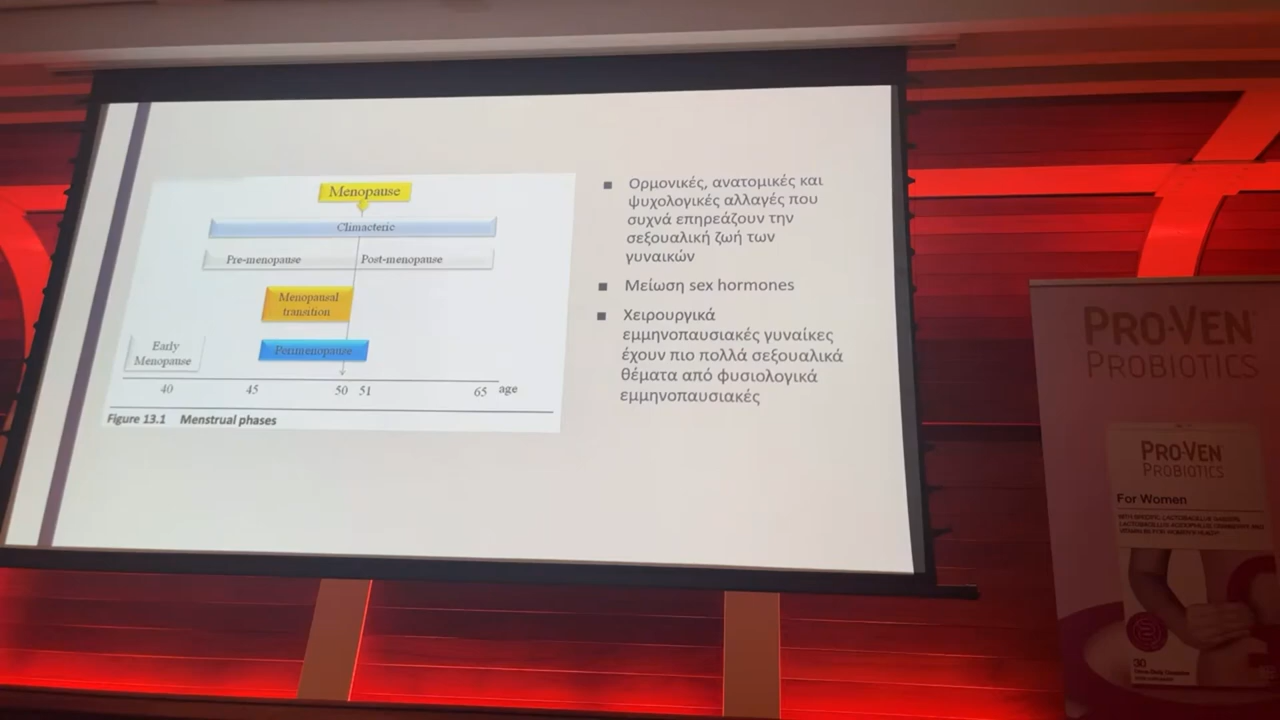 Menopause
Climacteric
Pre-menopause
Post-menopause
Menopausal
transition
Perimenopause
Early
Menopause
40 45 50 51 65 age
Figure 13.1 Menstrual phases
■ Ορμονικές, ανατομικές και
ψυχολογικές αλλαγές που
συχνά επηρεάζουν την
σεξουαλική ζωή των
γυναικών
■ Μείωση sex hormones
■ Χειρουργικά
εμμηνοπαυσιακές γυναίκες
έχουν πιο πολλά σεξουαλικά
θέματα από φυσιολογικά
εμμηνοπαυσιακές
PRO-VEN
PROBIOTICS
PRO-VEN
PROBIOTICS
For Women
30